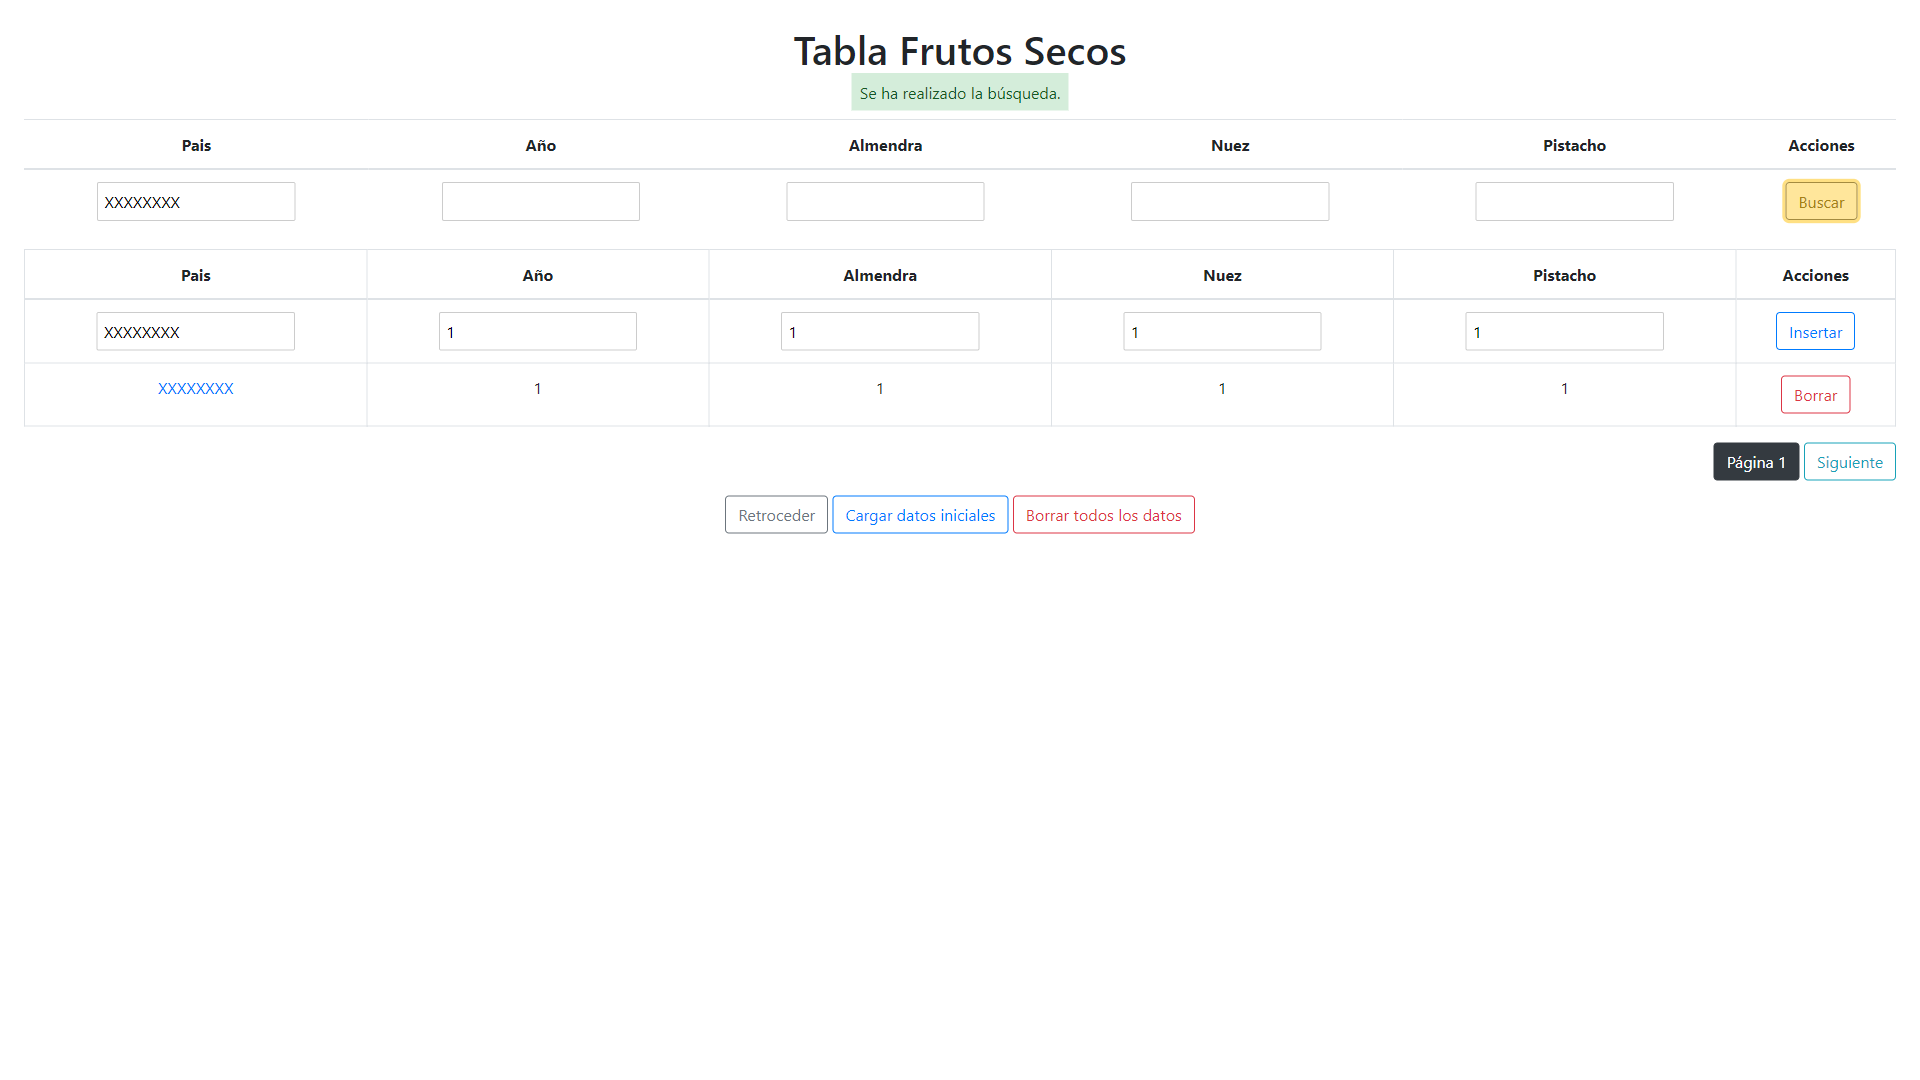 Tabla Frutos Secos
Se ha realizado la búsqueda.
Pais Año Almendra Nuez Pistacho Acciones
XXXXXXXX Buscar
Pais Año Almendra Nuez Pistacho Acciones
XXXXXXXX 1 1 1 1 Insertar
XXXXXXXX 1 1 1 1 Borrar
Página 1 Siguiente
Retroceder Cargar datos iniciales Borrar todos los datos